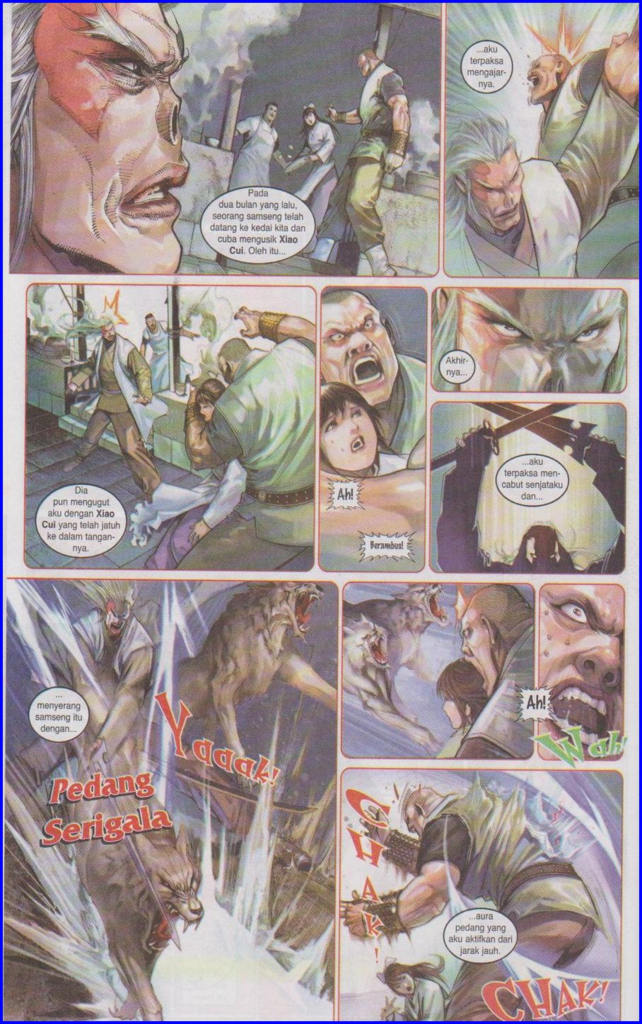 Pada
dua bulan yang lalu,
seorang samseng telah
datang ke kedai kita dan
cuba mengusik Xiao
Cui. Oleh itu...
...aku
terpaksa
mengajar-
nya.
Dia
pun mengugut
aku dengan Xiao
Cui yang telah jatuh
ke dalam tangan-
nya.
Ah!
Berambus!
Akhir-
nya...
...aku
terpaksa men-
cabut senjataku
dan...
...
menyerang
samseng itu
dengan...
Yaaak!
Pedang
Serigala
Ah!
Wah!
CHAK!
...aura
pedang yang
aku aktifkan dari
jarak jauh.
CHAK!